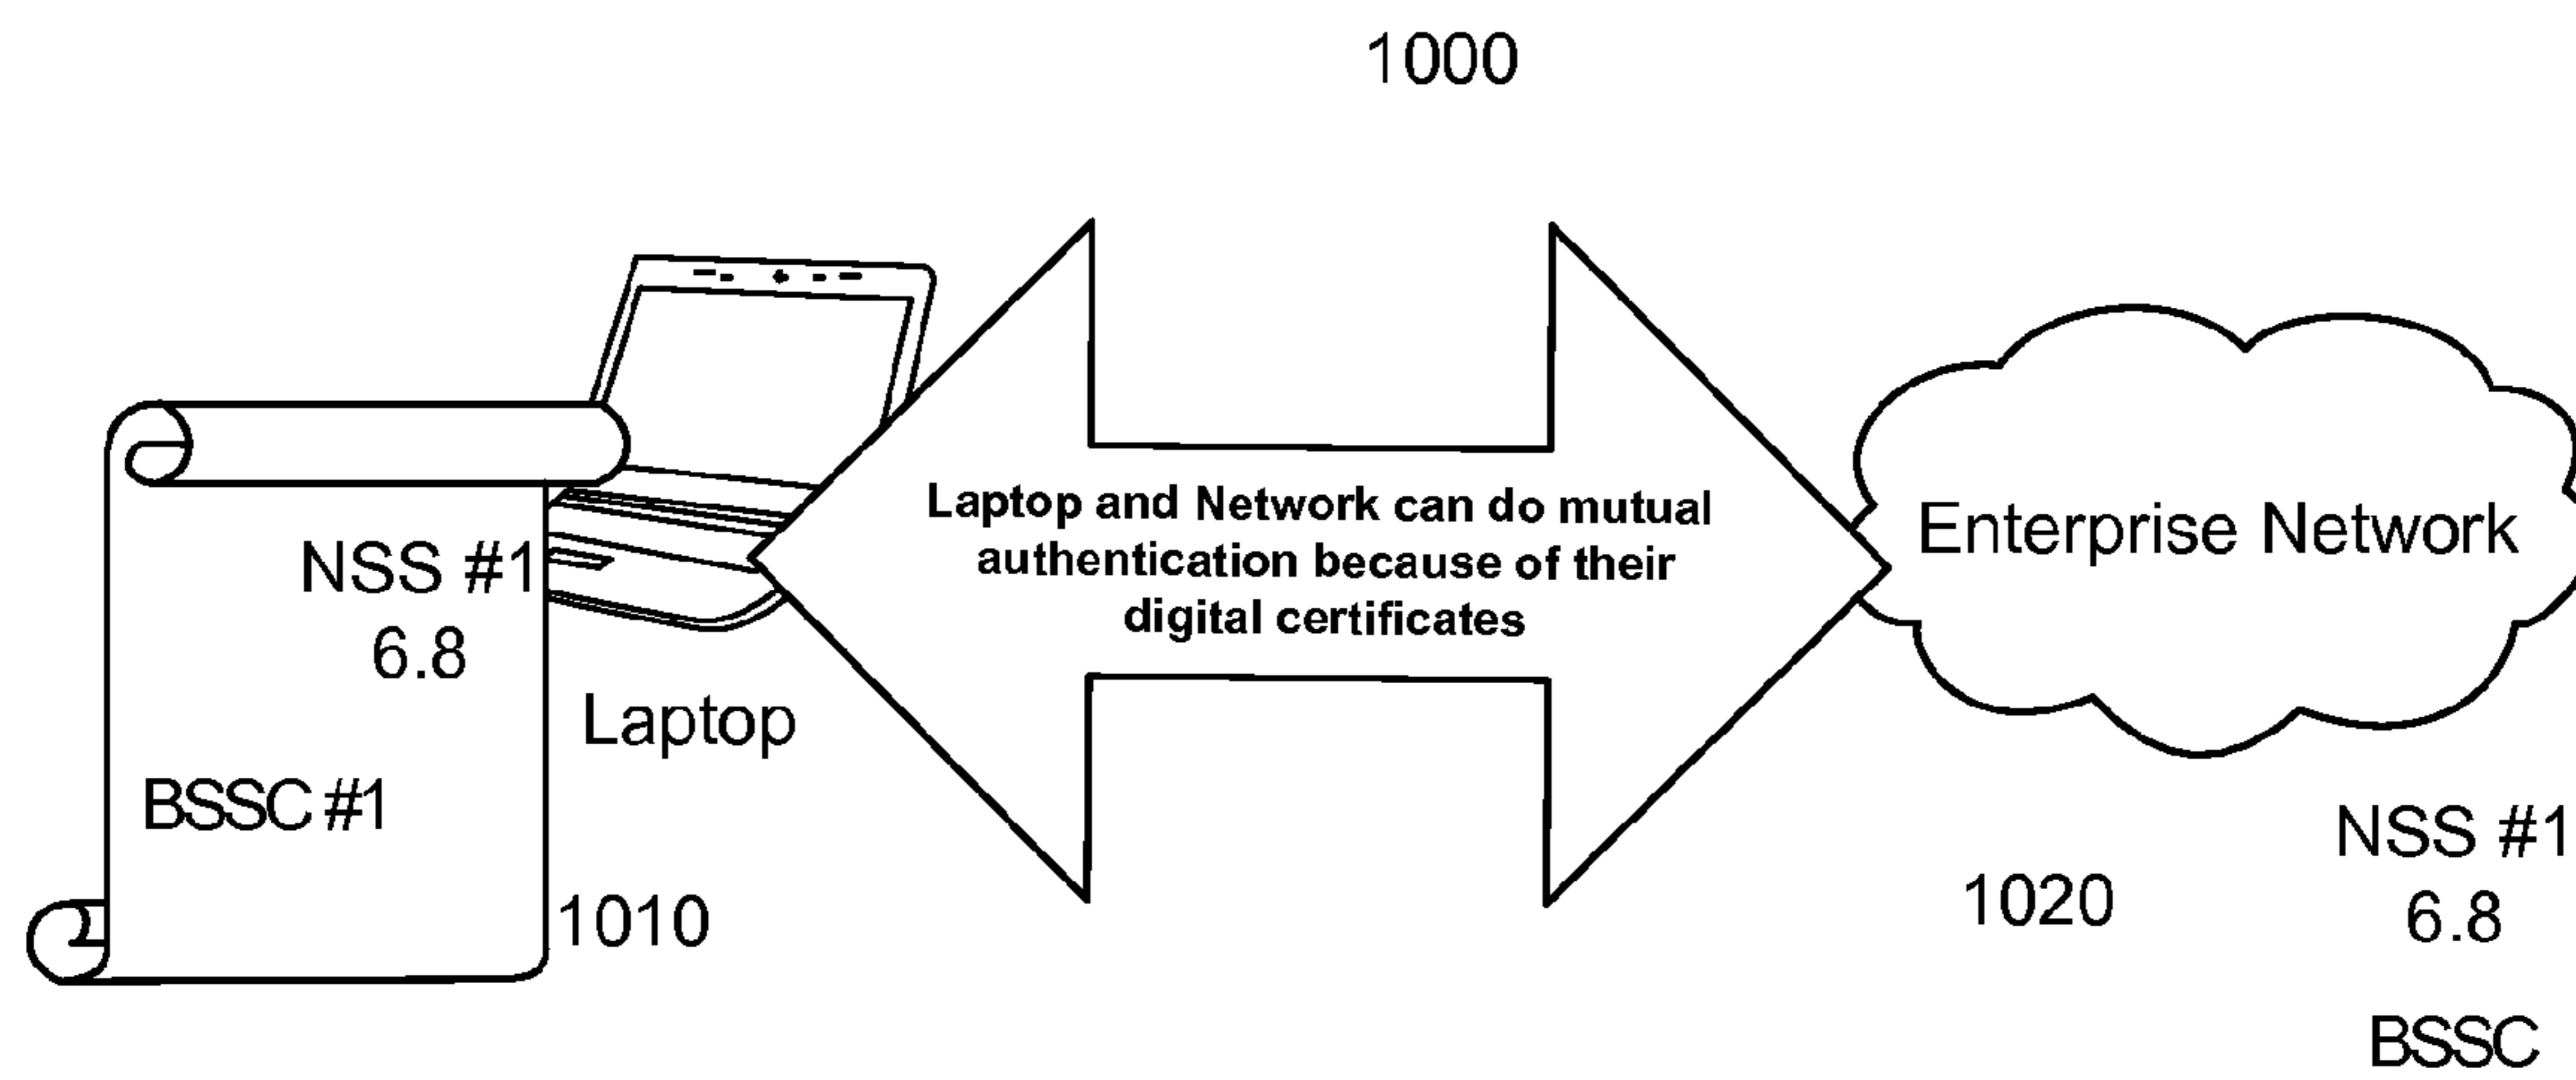 1000
Laptop and Network can do mutual
authentication because of their
digital certificates
Enterprise Network
NSS #1
6.8
Laptop
BSSC #1
1010
1020
NSS #1
6.8
BSSC